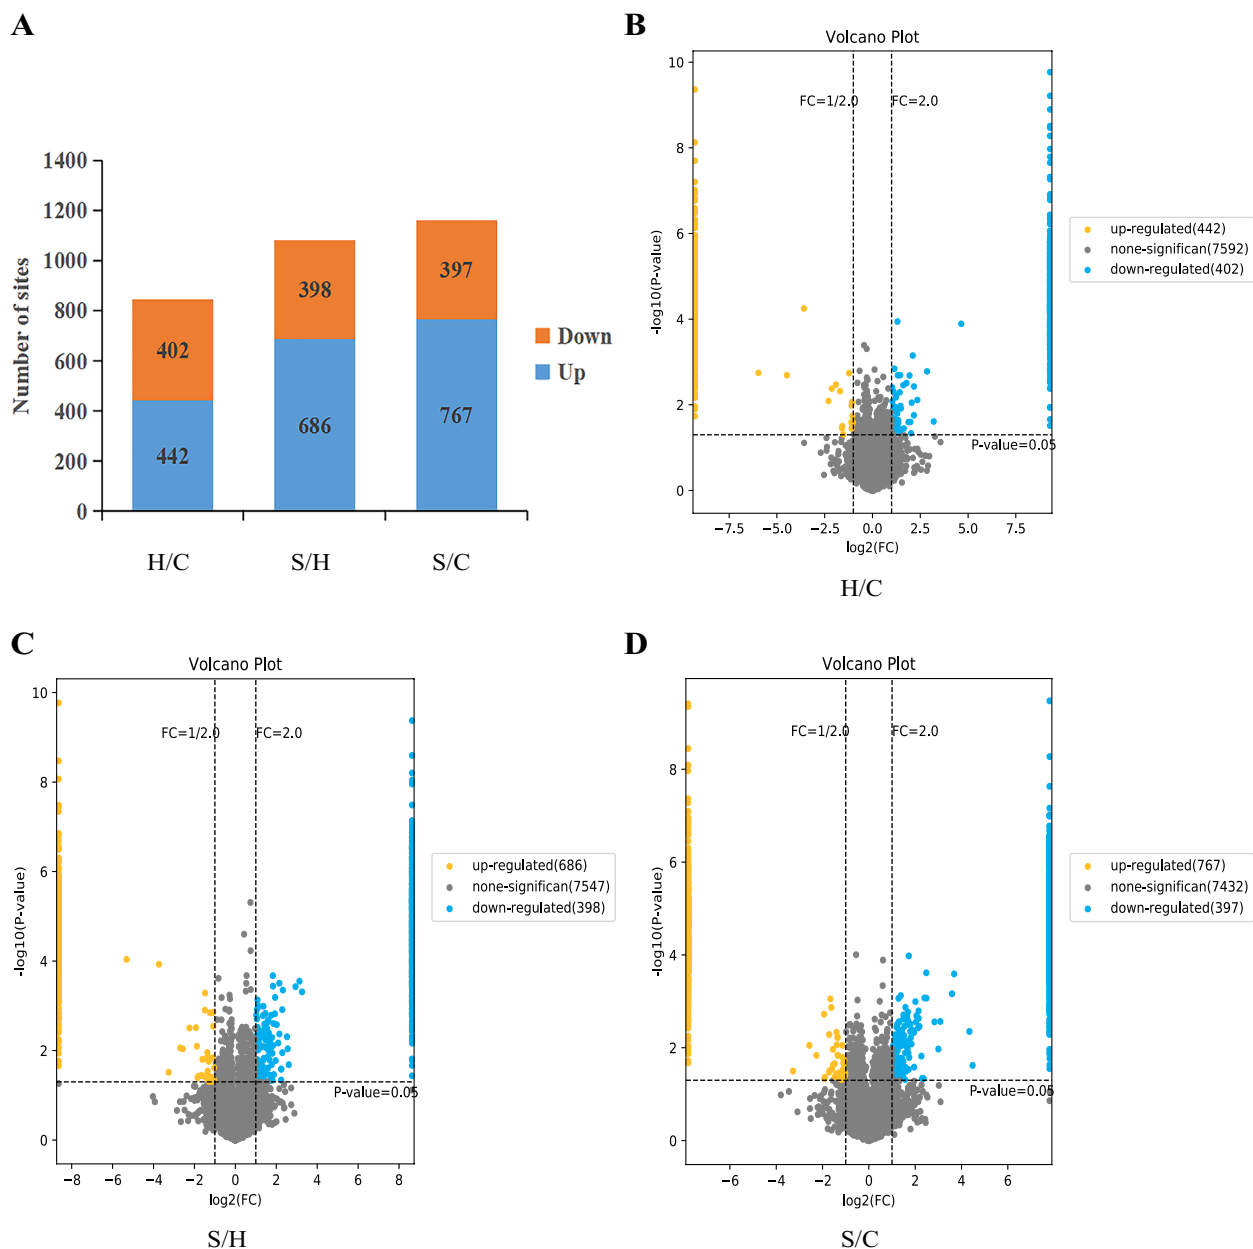 A
Number of sites
1400
1200
1000
800
600
400
200
0
402
442
398
686
397
767
Down
Up
H/C
S/H
S/C
B
Volcano Plot
-log10(P-value)
10
8
6
4
2
0
FC=1/2.0
FC=2.0
P-value=0.05
−7.5
−5.0
−2.5
0.0
2.5
5.0
7.5
log2(FC)
up-regulated(442)
none-significan(7592)
down-regulated(402)
H/C
C
Volcano Plot
-log10(P-value)
10
8
6
4
2
0
FC=1/2.0
FC=2.0
P-value=0.05
−8
−6
−4
−2
0
2
4
6
8
log2(FC)
up-regulated(686)
none-significan(7547)
down-regulated(398)
S/H
D
Volcano Plot
-log10(P-value)
8
6
4
2
0
FC=1/2.0
FC=2.0
P-value=0.05
−6
−4
−2
0
2
4
6
log2(FC)
up-regulated(767)
none-significan(7432)
down-regulated(397)
S/C